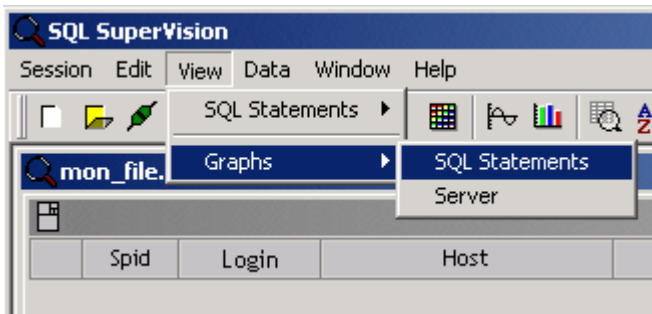 SQL SuperVision
Session Edit View Data Window Help
SQL Statements
Graphs
SQL Statements
Server
mon_file.
Spid Login Host